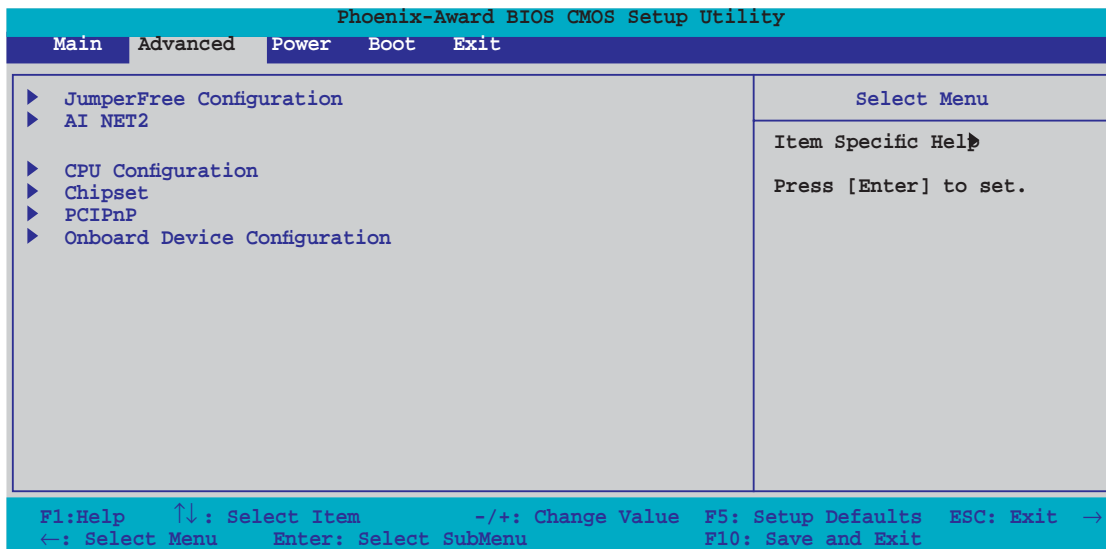 Phoenix-Award BIOS CMOS Setup Utility
Main Advanced Power Boot Exit
JumperFree Configuration
AI NET2
CPU Configuration
Chipset
PCIPnP
Onboard Device Configuration
Select Menu
Item Specific Help
Press [Enter] to set.
F1:Help ↑↓: Select Item -/+: Change Value F5: Setup Defaults ESC: Exit →
←: Select Menu Enter: Select SubMenu F10: Save and Exit